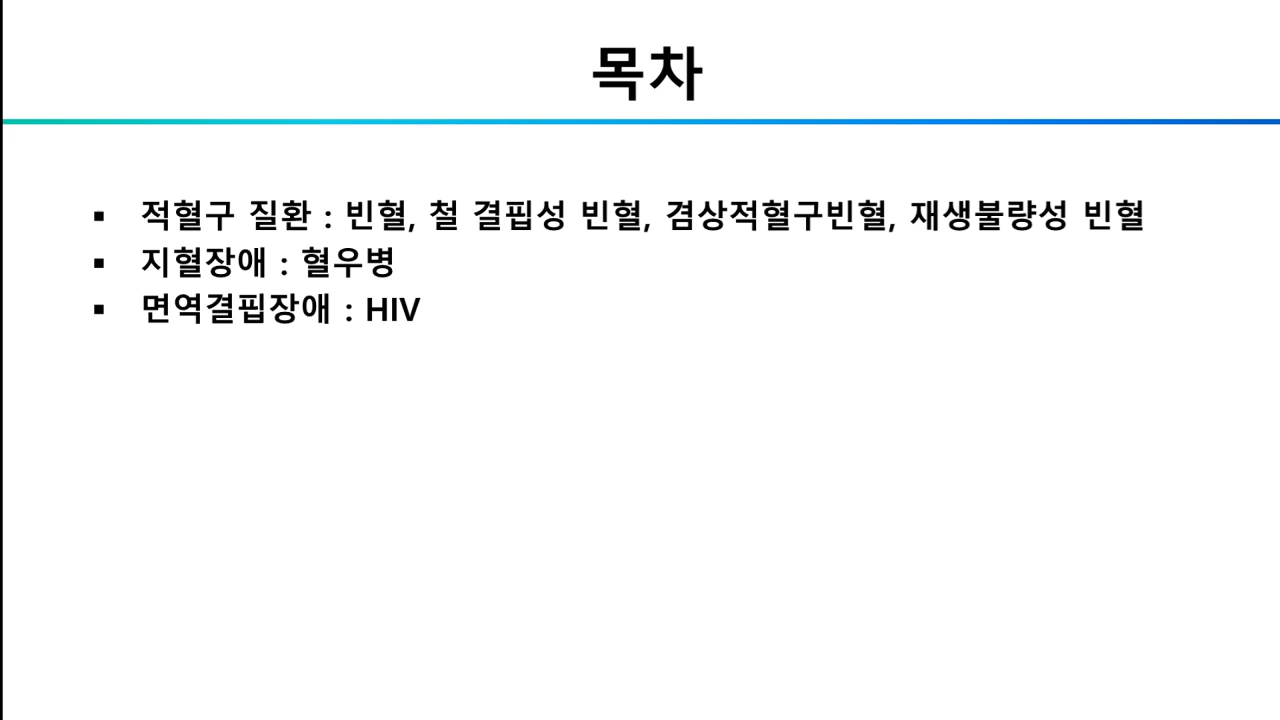 목차
▪ 적혈구 질환 : 빈혈, 철 결핍성 빈혈, 겸상적혈구빈혈, 재생불량성 빈혈
▪ 지혈장애 : 혈우병
▪ 면역결핍장애 : HIV